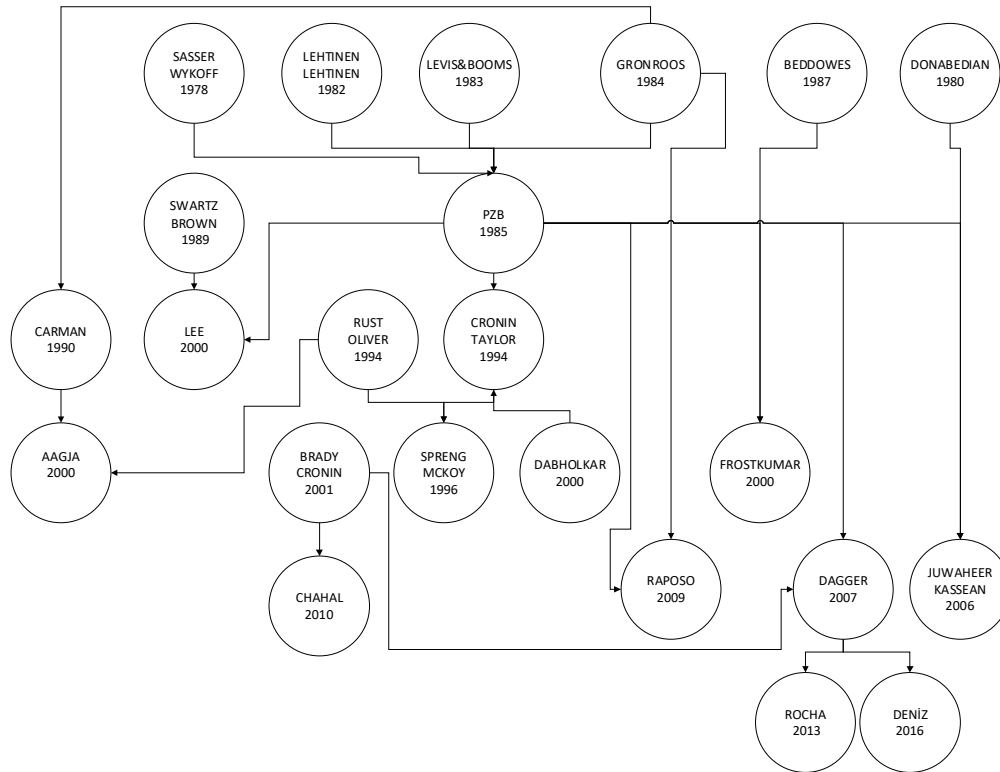 SASSER
WYKOFF
1978
LEHTINEN
LEHTINEN
1982
LEVIS&BOOMS
1983
GRONROOS
1984
BEDDOWES
1987
DONABEDIAN
1980
SWARTZ
BROWN
1989
PZB
1985
CARMAN
1990
LEE
2000
RUST
OLIVER
1994
CRONIN
TAYLOR
1994
AAGJA
2000
BRADY
CRONIN
2001
SPRENG
MCKOY
1996
DABHOLKAR
2000
FROSTKUMAR
2000
CHAHAL
2010
RAPOSO
2009
DAGGER
2007
JUWAHEER
KASSEAN
2006
ROCHA
2013
DENİZ
2016